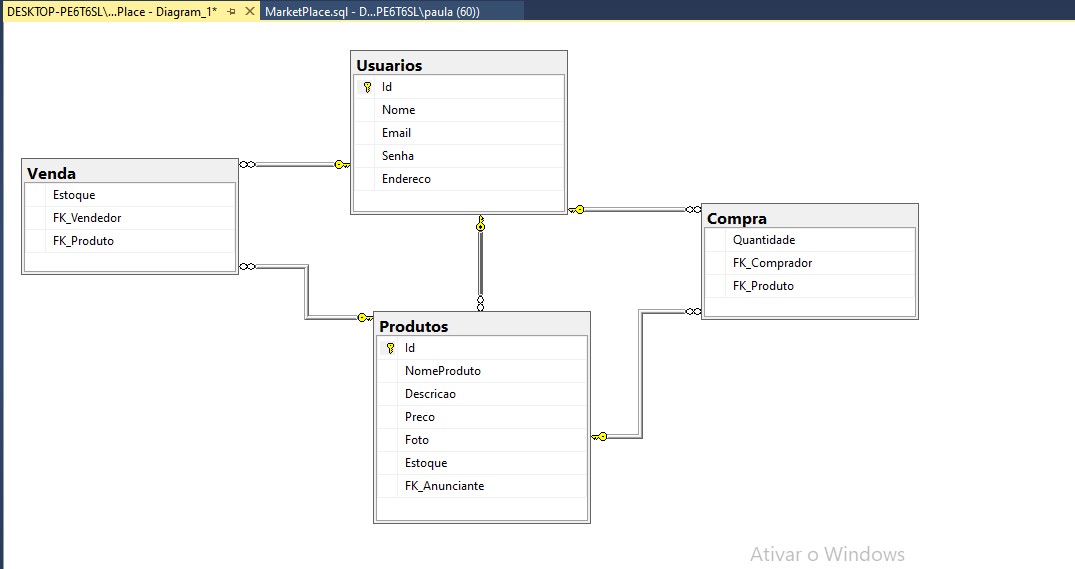 DESKTOP-PE6T6SL\...Place - Diagram_1*
MarketPlace.sql - D...PE6T6SL\paula (60))
Usuarios
Id
Nome
Email
Senha
Endereco
Venda
Estoque
FK_Vendedor
FK_Produto
Compra
Quantidade
FK_Comprador
FK_Produto
Produtos
Id
NomeProduto
Descricao
Preco
Foto
Estoque
FK_Anunciante
Ativar o Windows